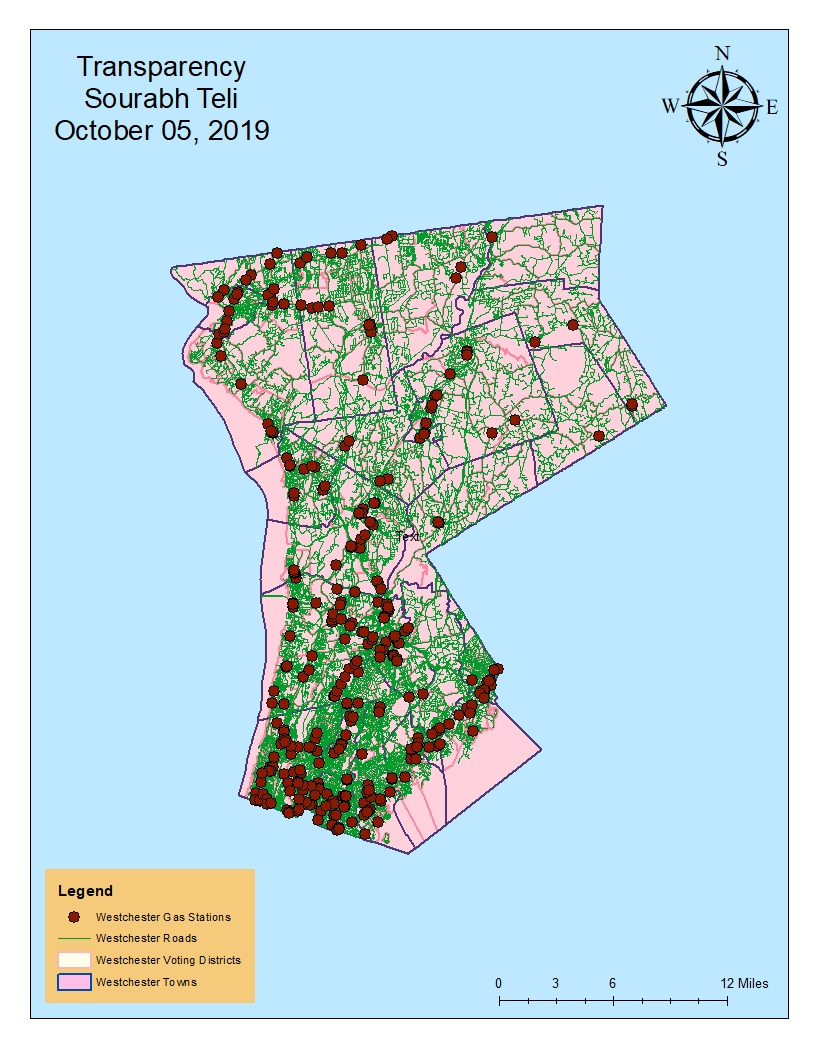 Transparency
Sourabh Teli
October 05, 2019
N
W
E
S
Text
Legend
Westchester Gas Stations
Westchester Roads
Westchester Voting Districts
Westchester Towns
0 3 6 12 Miles